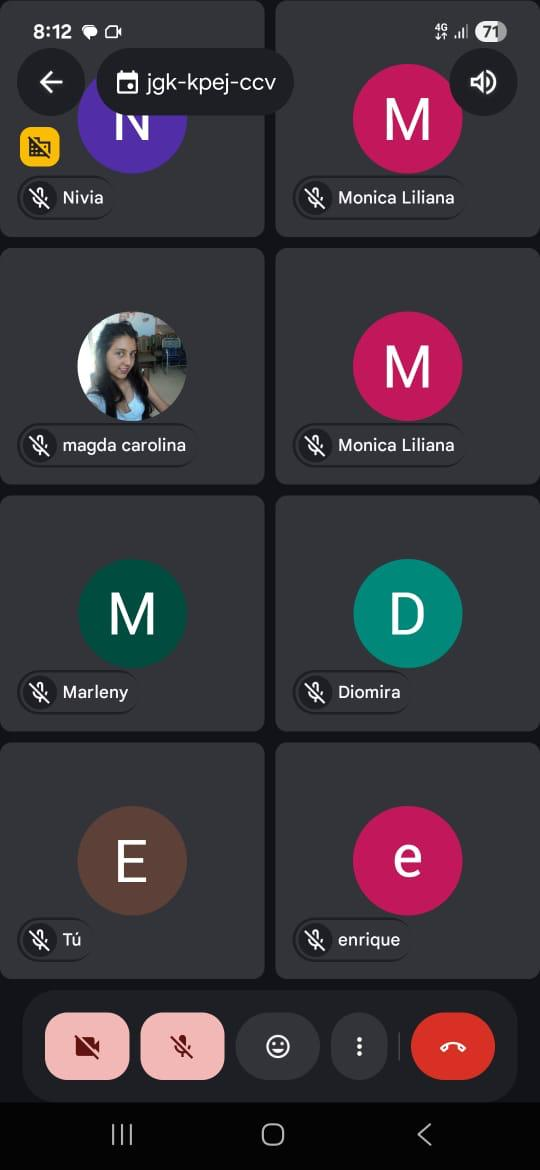 8:12 4G 71
jgk-kpej-ccv
N M
Nivia Monica Liliana
M
magda carolina Monica Liliana
M D
Marleny Diomira
E e
Tú enrique